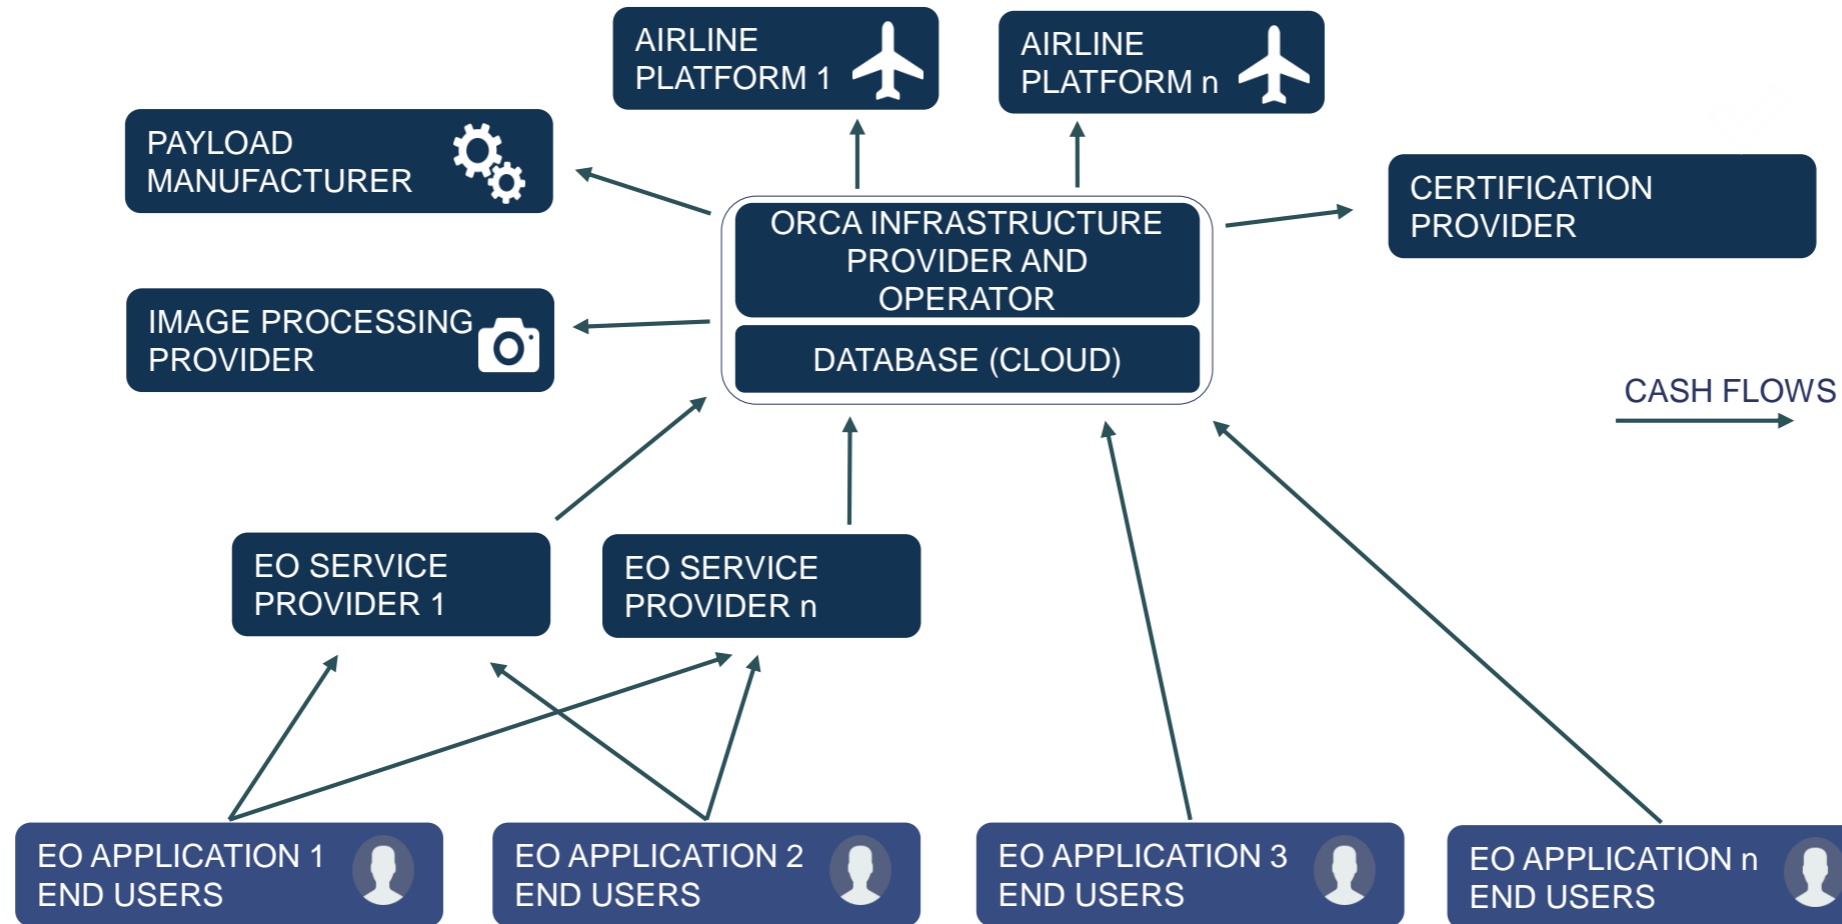 AIRLINE
PLATFORM 1
AIRLINE
PLATFORM n
PAYLOAD
MANUFACTURER
CERTIFICATION
PROVIDER
ORCA INFRASTRUCTURE
PROVIDER AND
OPERATOR
IMAGE PROCESSING
PROVIDER
DATABASE (CLOUD)
CASH FLOWS
EO SERVICE
PROVIDER 1
EO SERVICE
PROVIDER n
EO APPLICATION 1
END USERS
EO APPLICATION 2
END USERS
EO APPLICATION 3
END USERS
EO APPLICATION n
END USERS